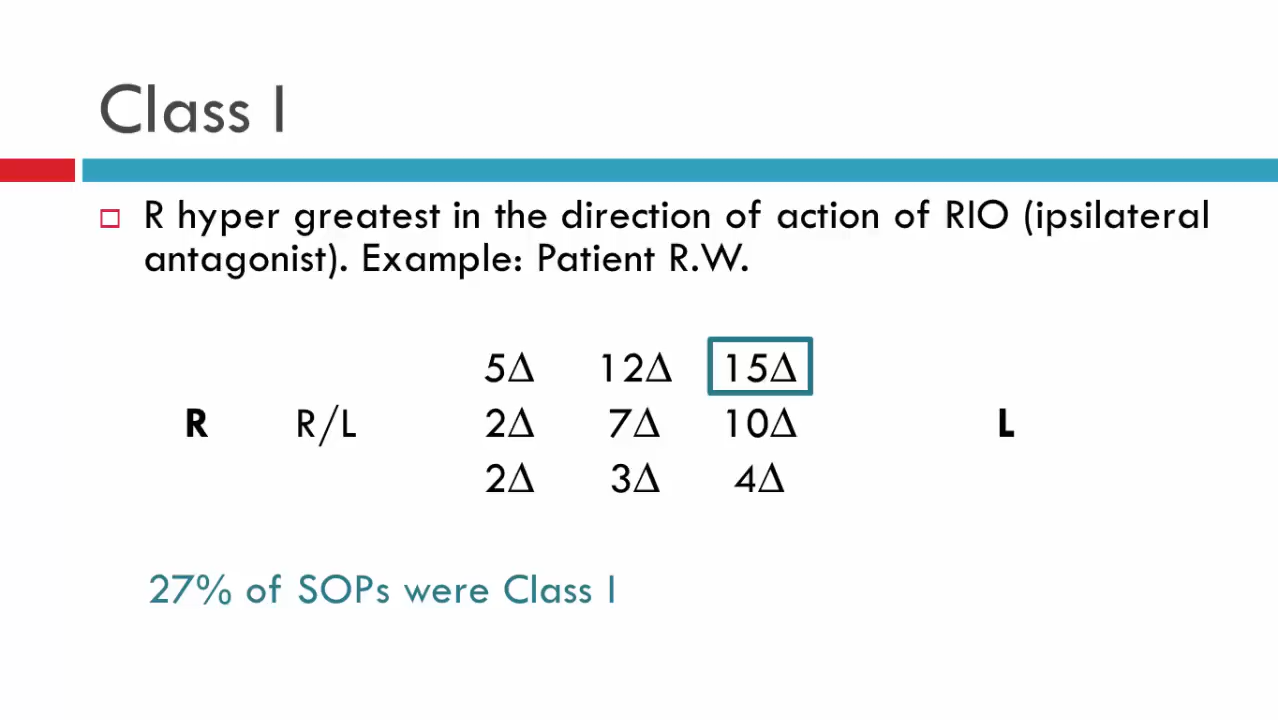 Class I
R hyper greatest in the direction of action of RIO (ipsilateral
antagonist). Example: Patient R.W.
5Δ 12Δ 15Δ
R R/L 2Δ 7Δ 10Δ L
2Δ 3Δ 4Δ
27% of SOPs were Class I